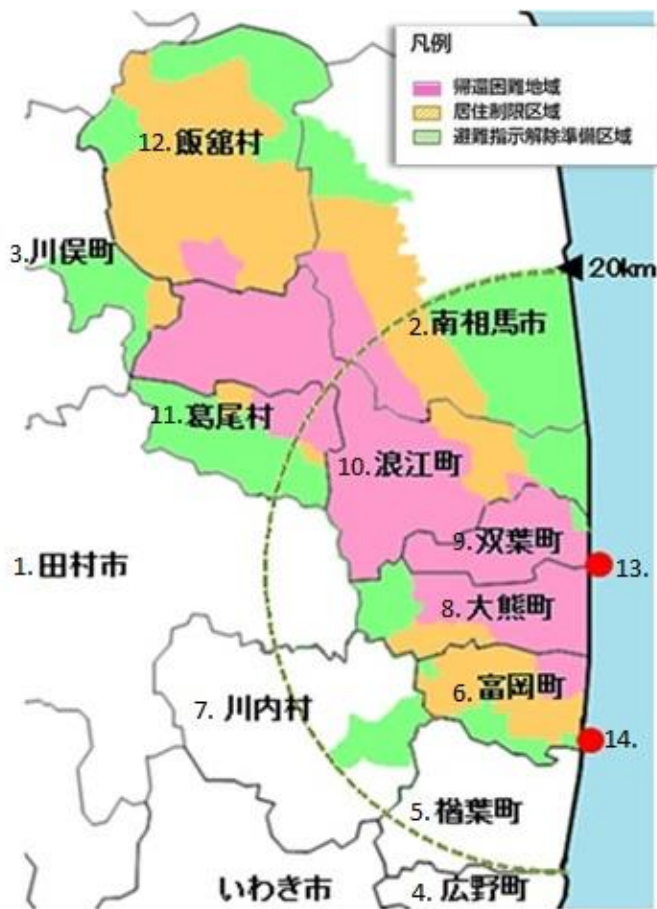 凡例
帰還困難地域
居住制限区域
避難指示解除準備区域
12. 飯舘村
3. 川俣町
20km
2. 南相馬市
11. 葛尾村
10. 浪江町
9. 双葉町
1. 田村市
13.
8. 大熊町
6. 富岡町
7. 川内村
14.
5. 楢葉町
いわき市
4. 広野町